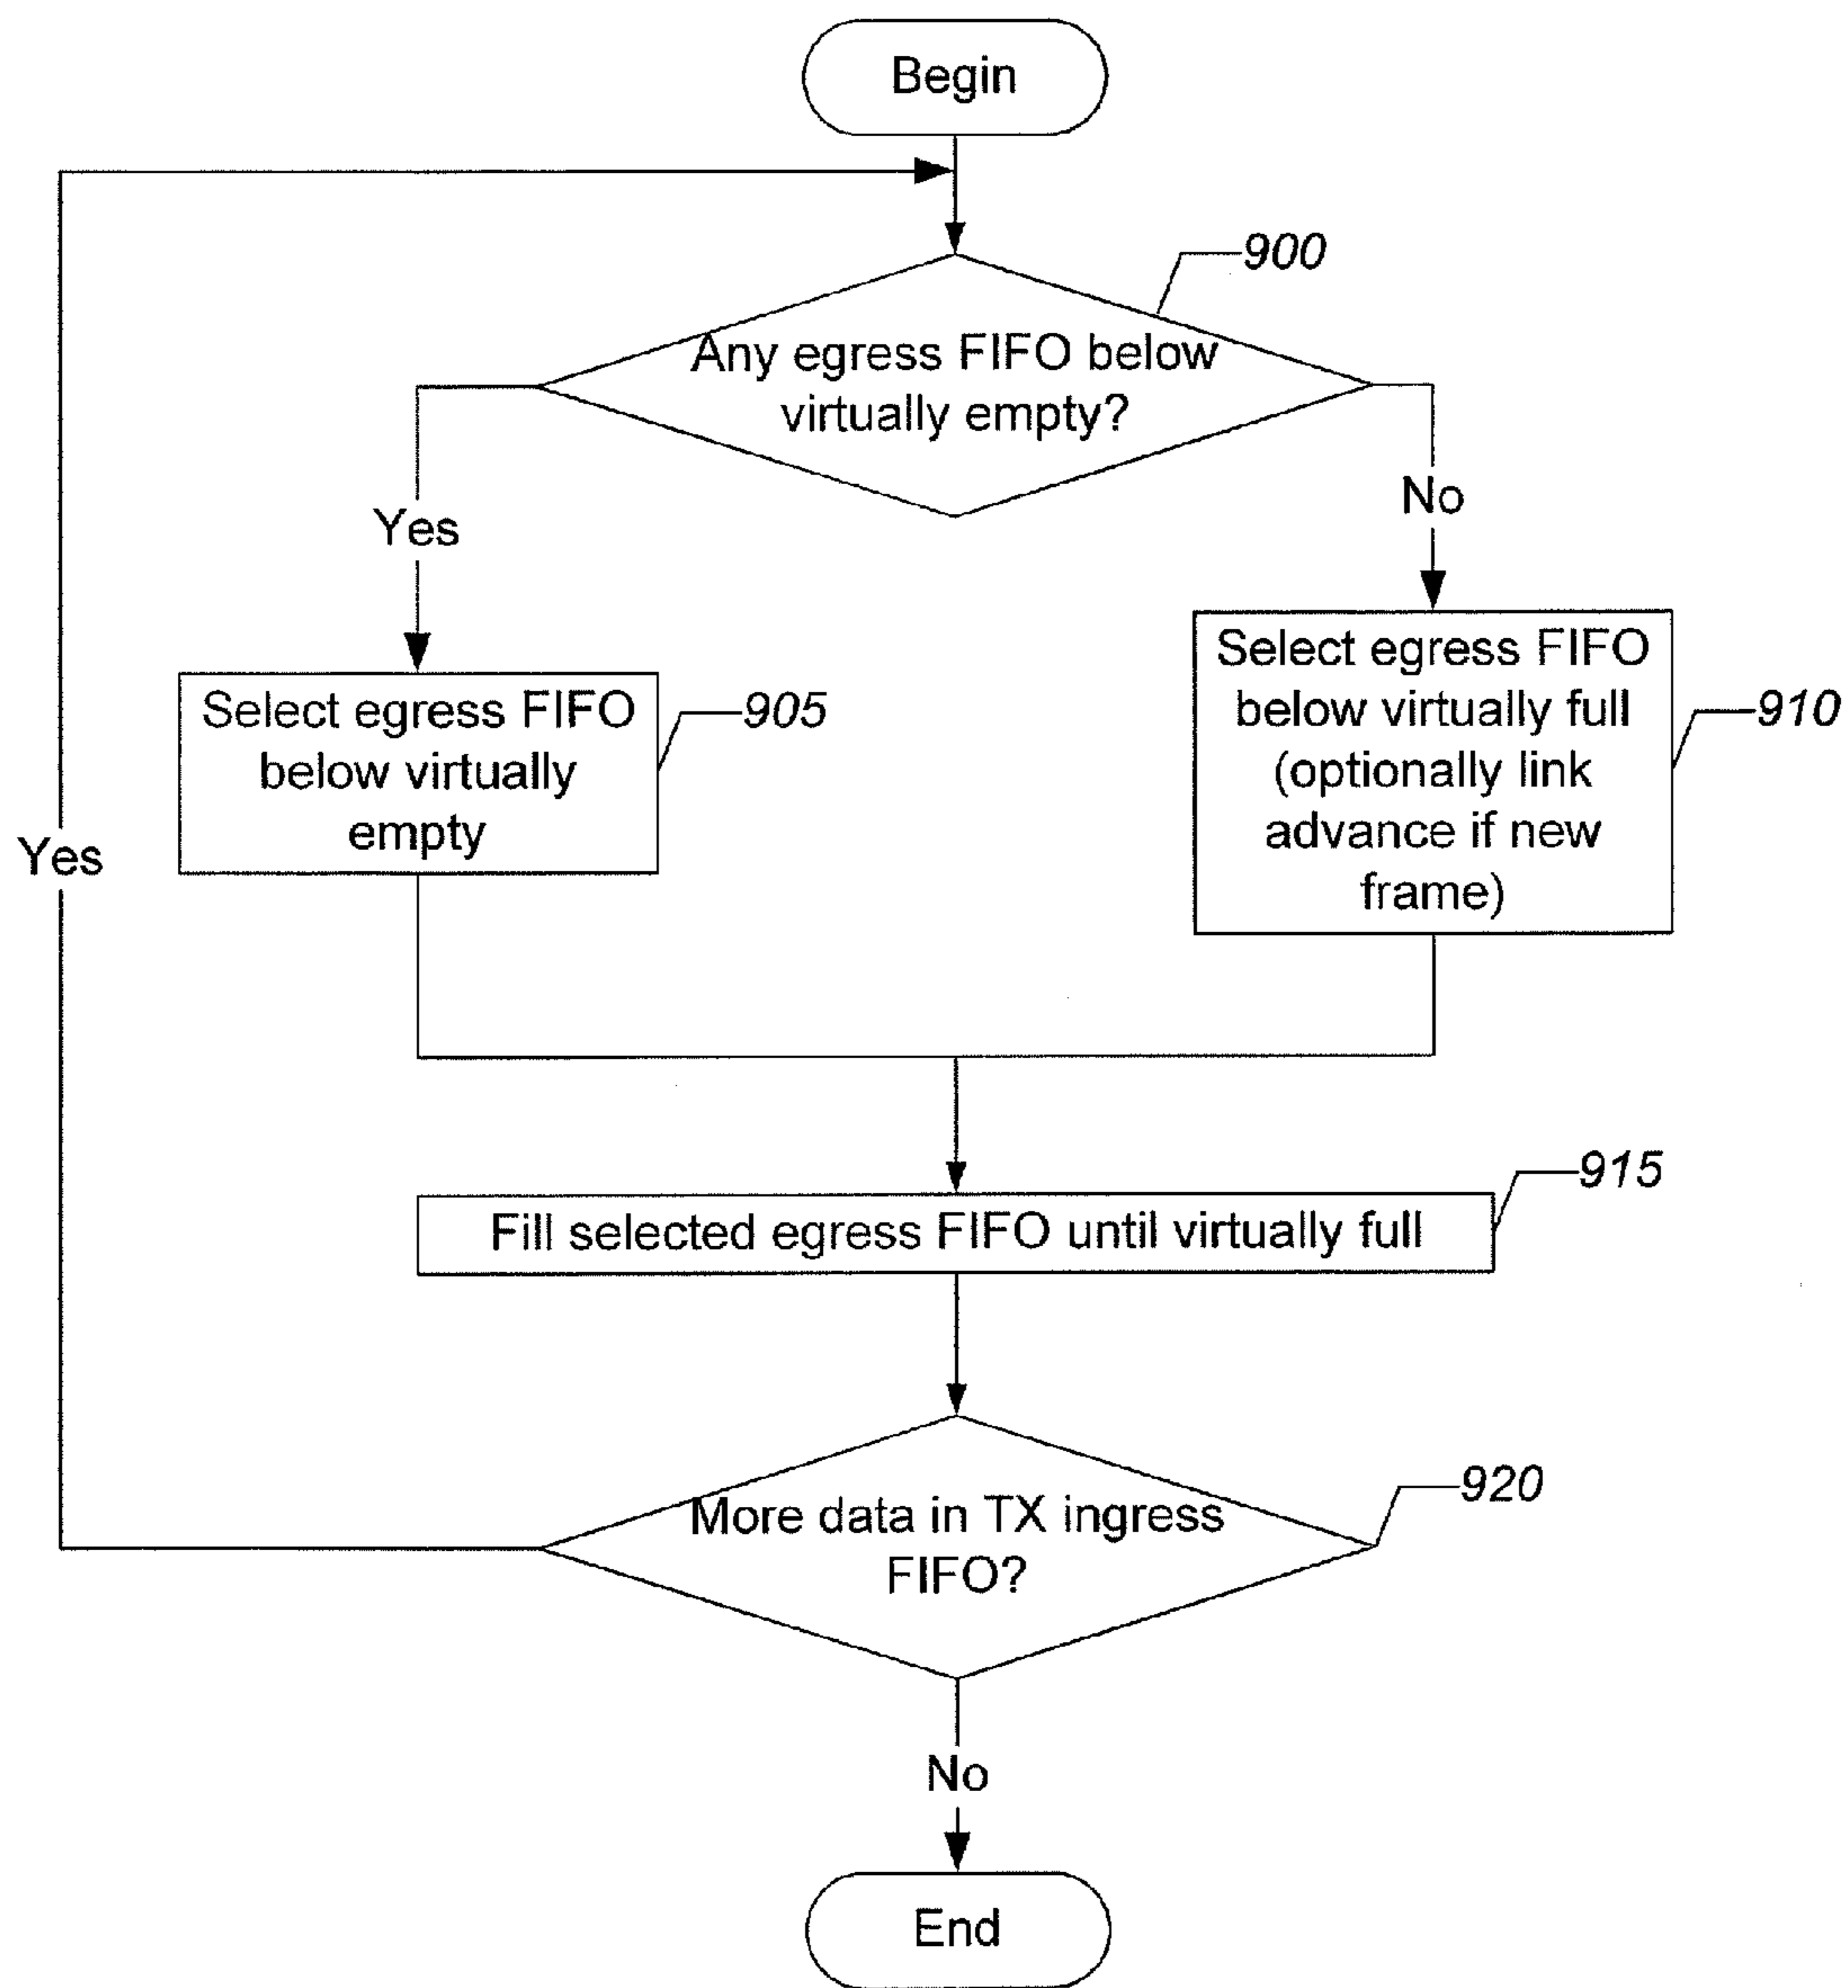 Begin
900
Any egress FIFO below
virtually empty?
Yes
No
Select egress FIFO
below virtually
empty
905
Select egress FIFO
below virtually full
(optionally link
advance if new
frame)
910
Yes
915
Fill selected egress FIFO until virtually full
920
More data in TX ingress
FIFO?
No
End